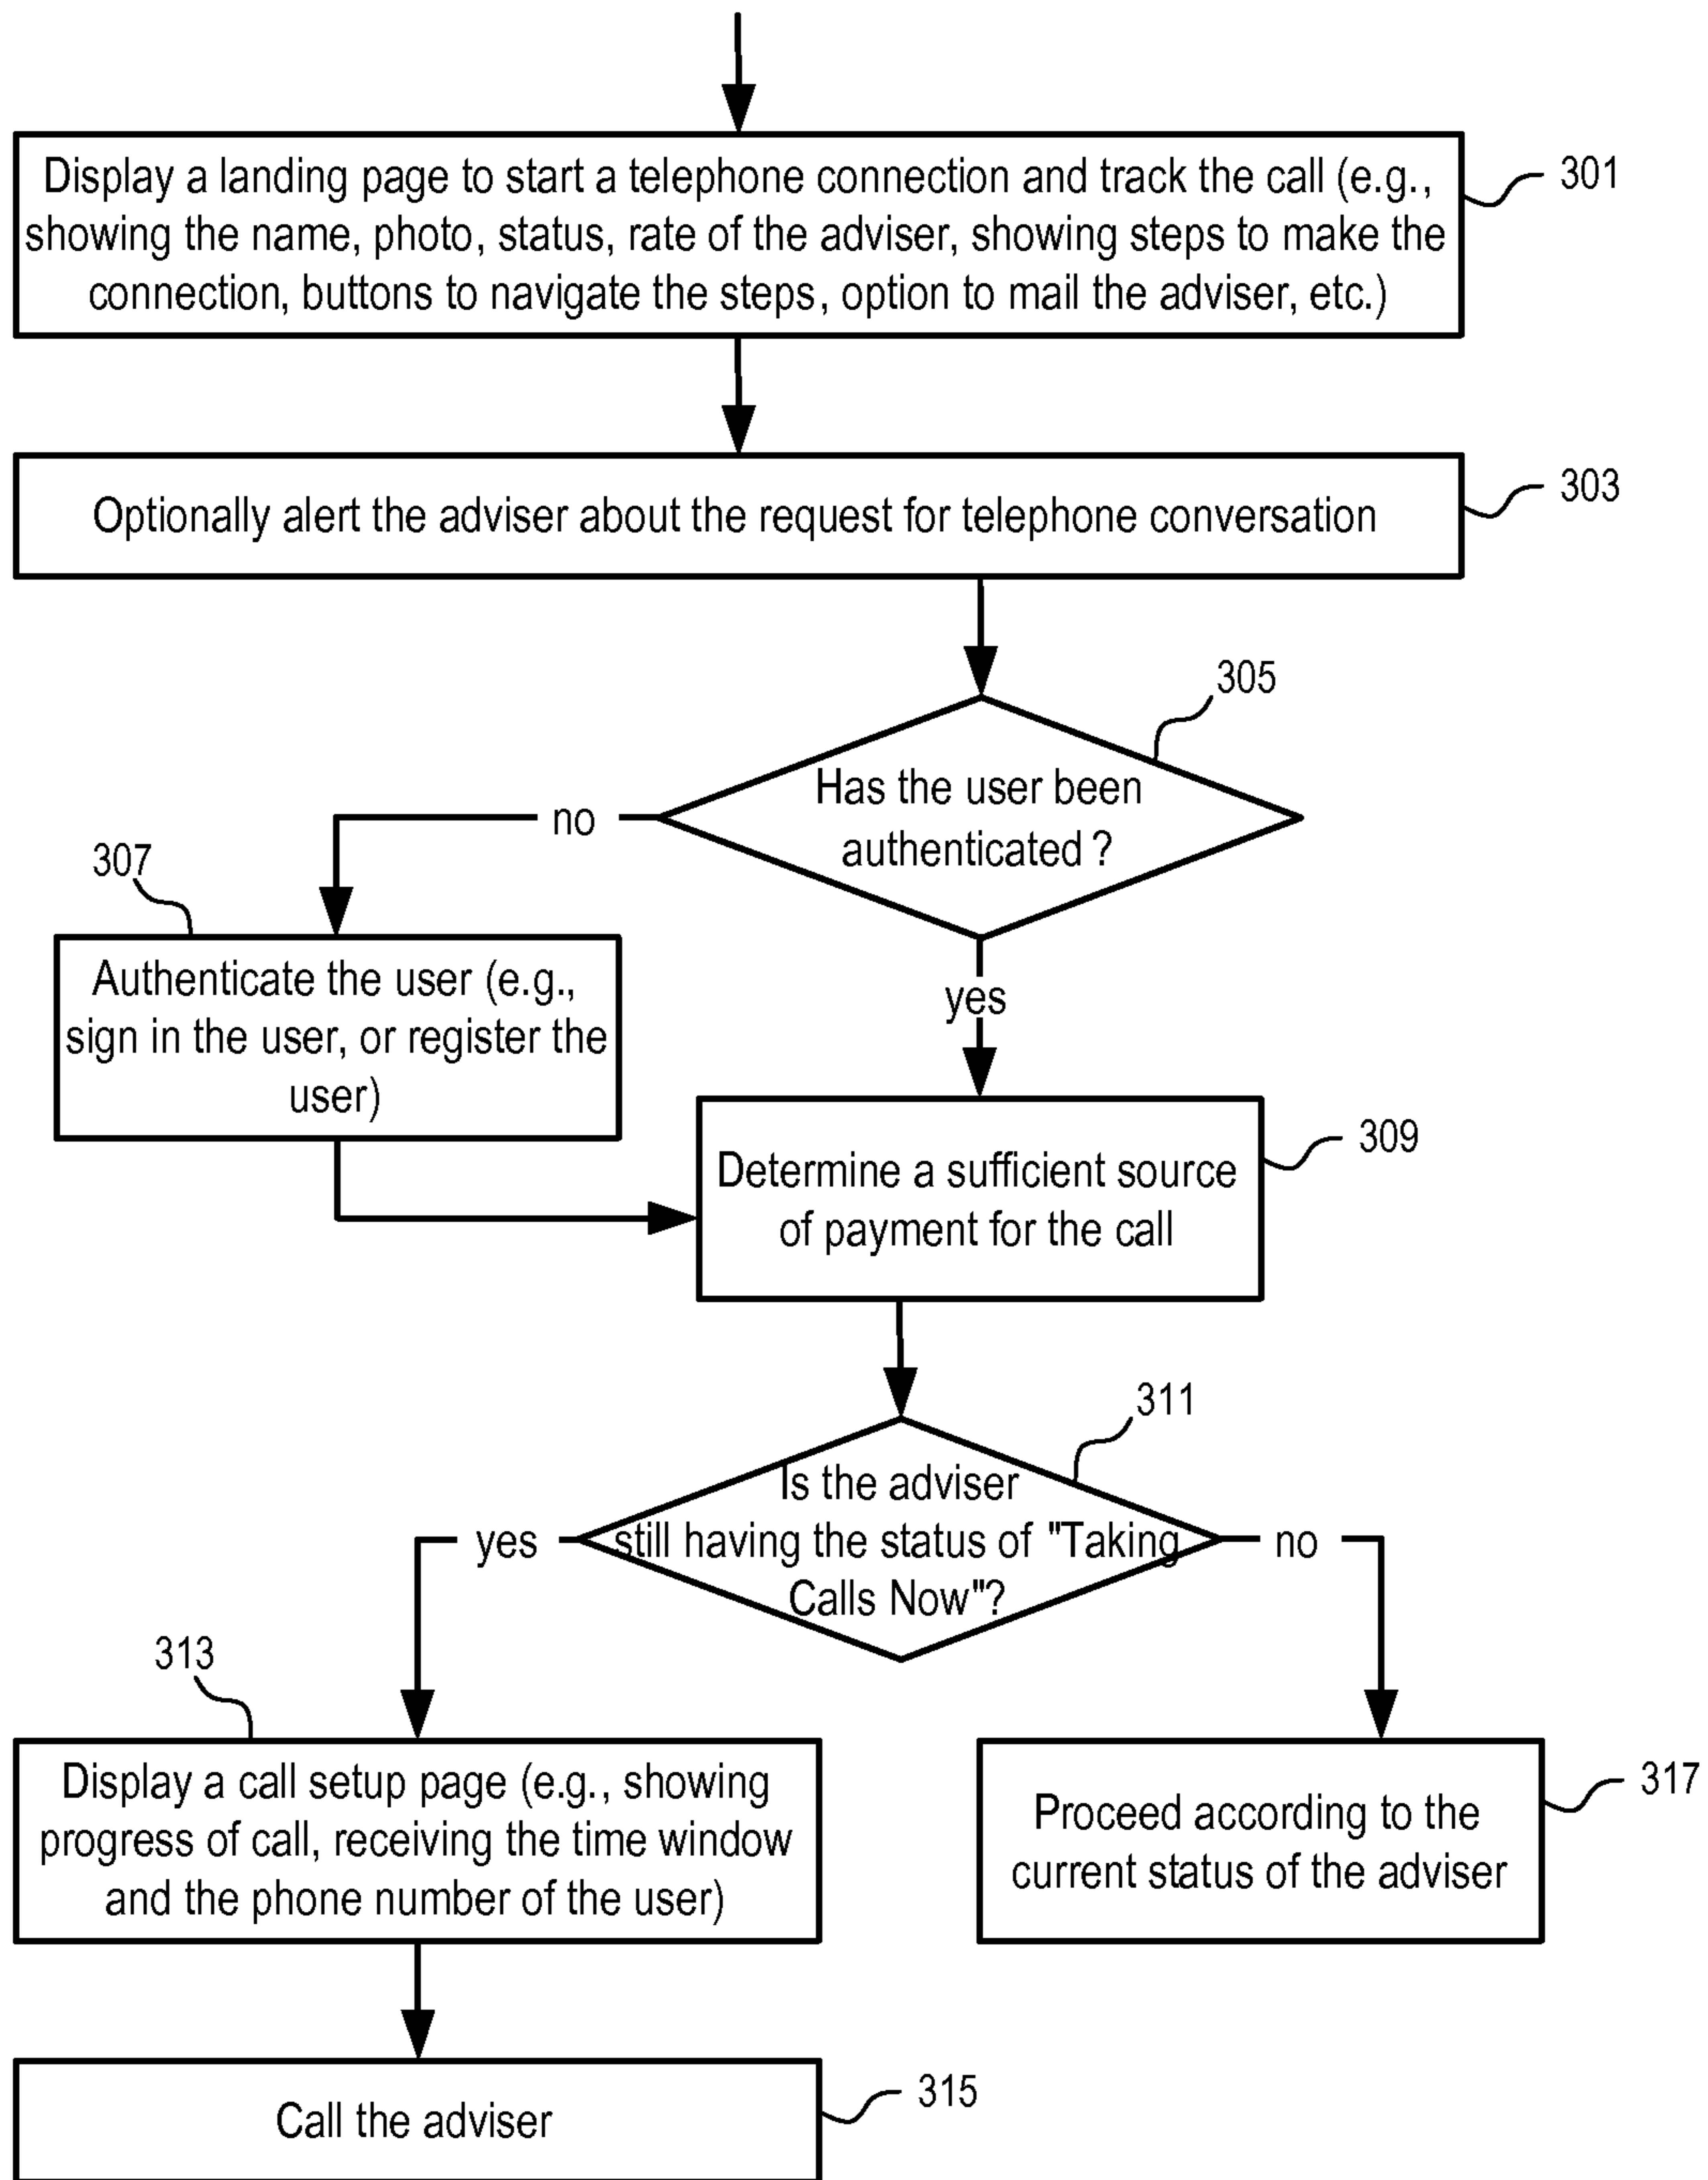 Display a landing page to start a telephone connection and track the call (e.g.,
showing the name, photo, status, rate of the adviser, showing steps to make the
connection, buttons to navigate the steps, option to mail the adviser, etc.)
301
Optionally alert the adviser about the request for telephone conversation
303
305
Has the user been
authenticated?
no
307
Authenticate the user (e.g.,
sign in the user, or register the
user)
yes
309
Determine a sufficient source
of payment for the call
311
Is the adviser
still having the status of "Taking
Calls Now"?
yes
no
313
Display a call setup page (e.g., showing
progress of call, receiving the time window
and the phone number of the user)
317
Proceed according to the
current status of the adviser
315
Call the adviser